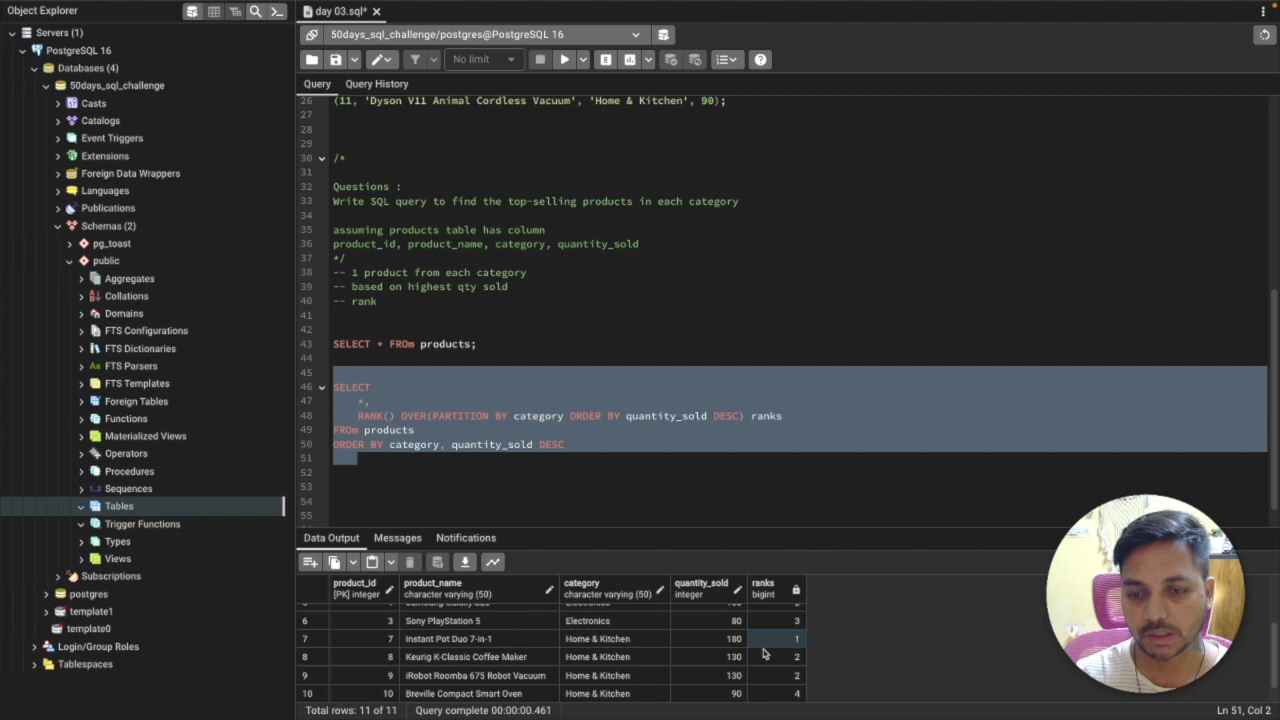 Object Explorer
day 03.sql*
Servers (1)
PostgreSQL 16
Databases (4)
50days_sql_challenge
Casts
Catalogs
Event Triggers
Extensions
Foreign Data Wrappers
Languages
Publications
Schemas (2)
pg_toast
public
Aggregates
Collations
Domains
FTS Configurations
FTS Dictionaries
FTS Parsers
FTS Templates
Foreign Tables
Functions
Materialized Views
Operators
Procedures
Sequences
Tables
Trigger Functions
Types
Views
Subscriptions
postgres
template1
template0
Login/Group Roles
Tablespaces
50days_sql_challenge/postgres@PostgreSQL 16
No limit
Query Query History
26 (11, 'Dyson V11 Animal Cordless Vacuum', 'Home & Kitchen', 90);
27
28
29
30 /*
31
32 Questions :
33 Write SQL query to find the top-selling products in each category
34
35 assuming products table has column
36 product_id, product_name, category, quantity_sold
37 */
38 -- 1 product from each category
39 -- based on highest qty sold
40 -- rank
41
42
43 SELECT * FROm products;
44
45
46 SELECT
47 *,
48 RANK() OVER(PARTITION BY category ORDER BY quantity_sold DESC) ranks
49 FROm products
50 ORDER BY category, quantity_sold DESC
51
52
53
54
55
Data Output Messages Notifications
product_id product_name category quantity_sold ranks
[PK] integer character varying (50) character varying (50) integer bigint
6 3 Sony PlayStation 5 Electronics 80 3
7 7 Instant Pot Duo 7-in-1 Home & Kitchen 180 1
8 8 Keurig K-Classic Coffee Maker Home & Kitchen 130 2
9 9 iRobot Roomba 675 Robot Vacuum Home & Kitchen 130 2
10 10 Breville Compact Smart Oven Home & Kitchen 90 4
Total rows: 11 of 11 Query complete 00:00:00.461
Ln 51, Col 2